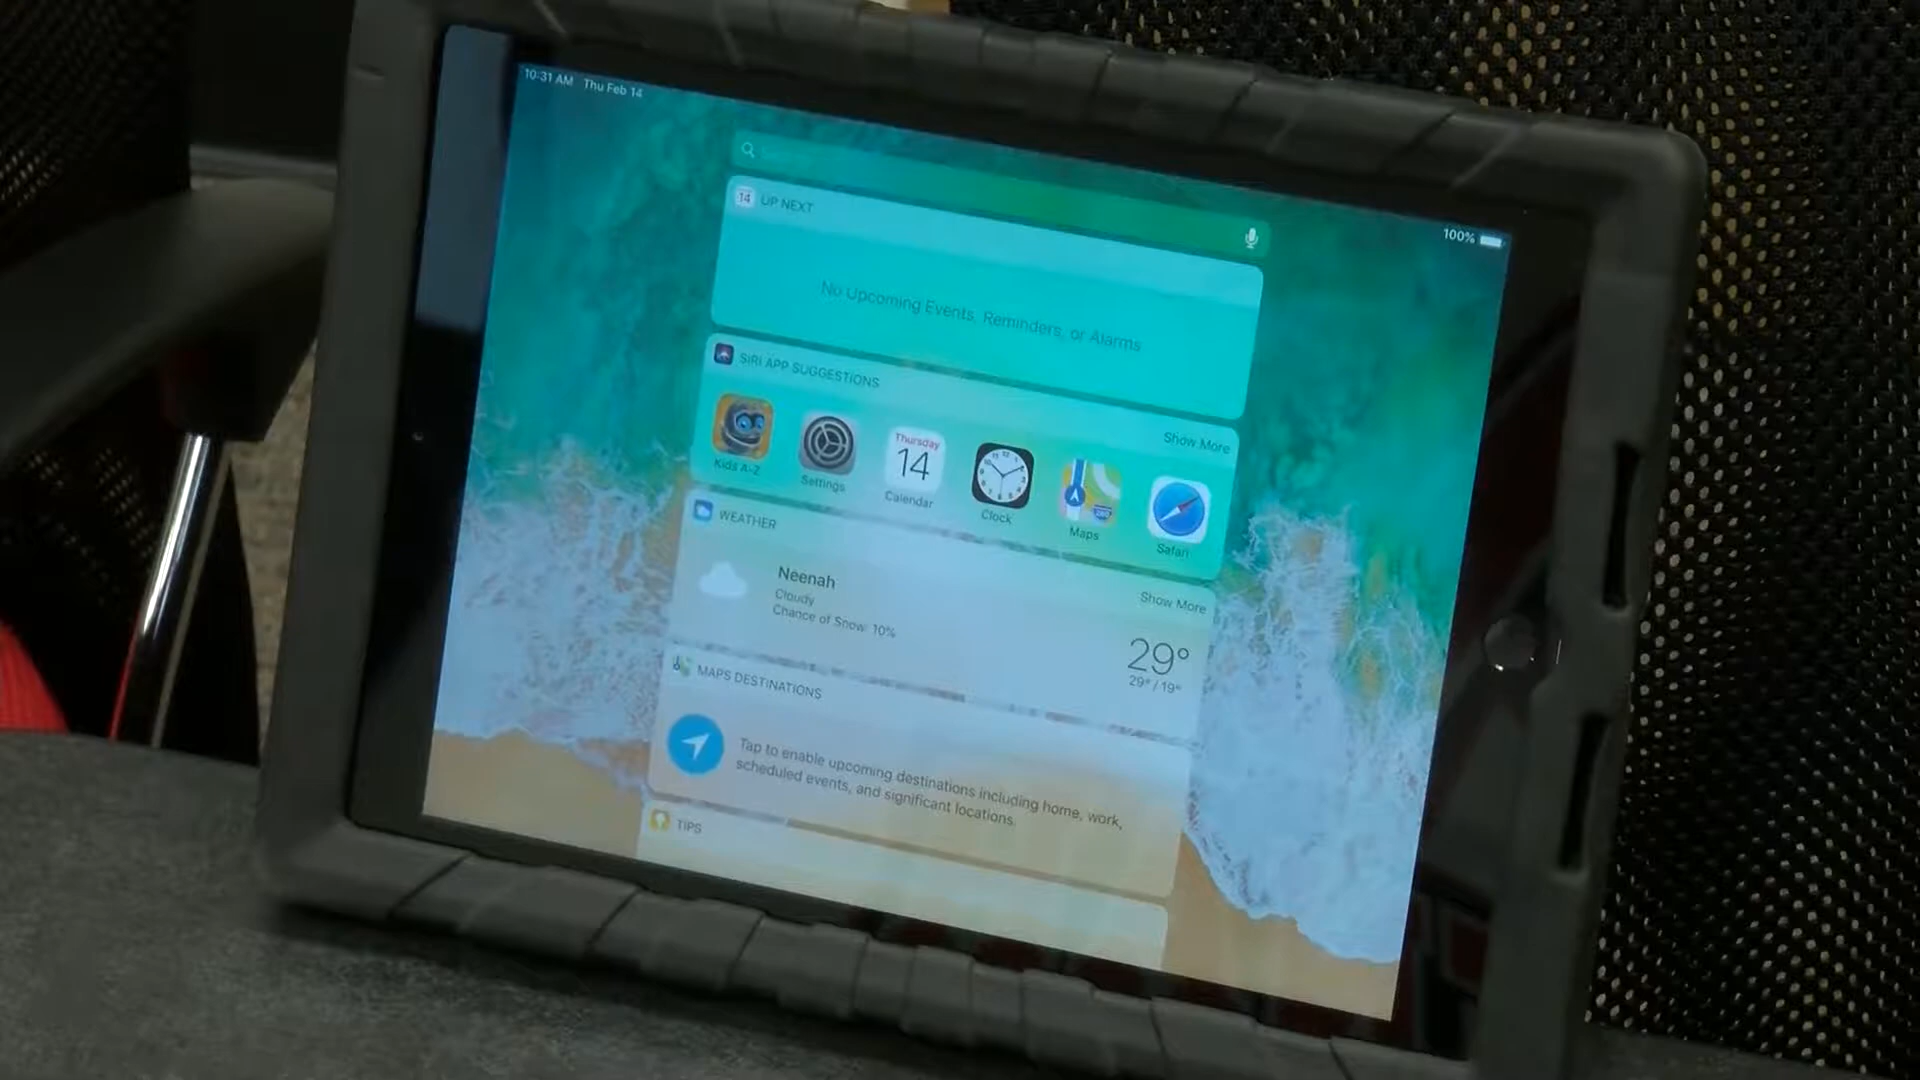 10:31 AM Thu Feb 14
100%
14 UP NEXT
No Upcoming Events, Reminders, or Alarms
SIRI APP SUGGESTIONS
Show More
Thursday
14
Kids A-Z
Settings
Calendar
Clock
Maps
Safari
WEATHER
Show More
Neenah
Cloudy
Chance of Snow: 10%
29°
29° / 19°
MAPS DESTINATIONS
Tap to enable upcoming destinations including home, work,
scheduled events, and significant locations.
TIPS